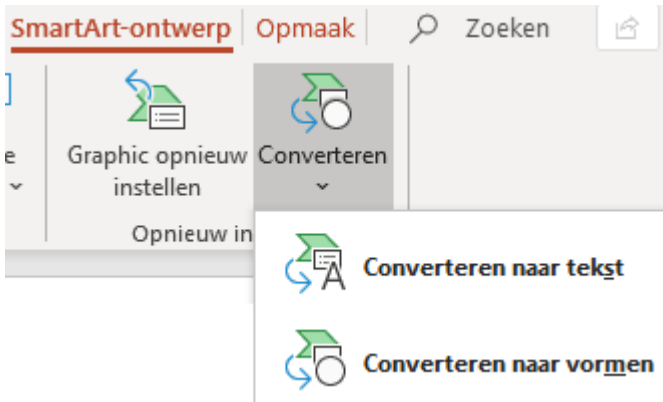 SmartArt-ontwerp Opmaak Zoeken
Graphic opnieuw instellen
Converteren
Opnieuw in
Converteren naar tekst
Converteren naar vormen